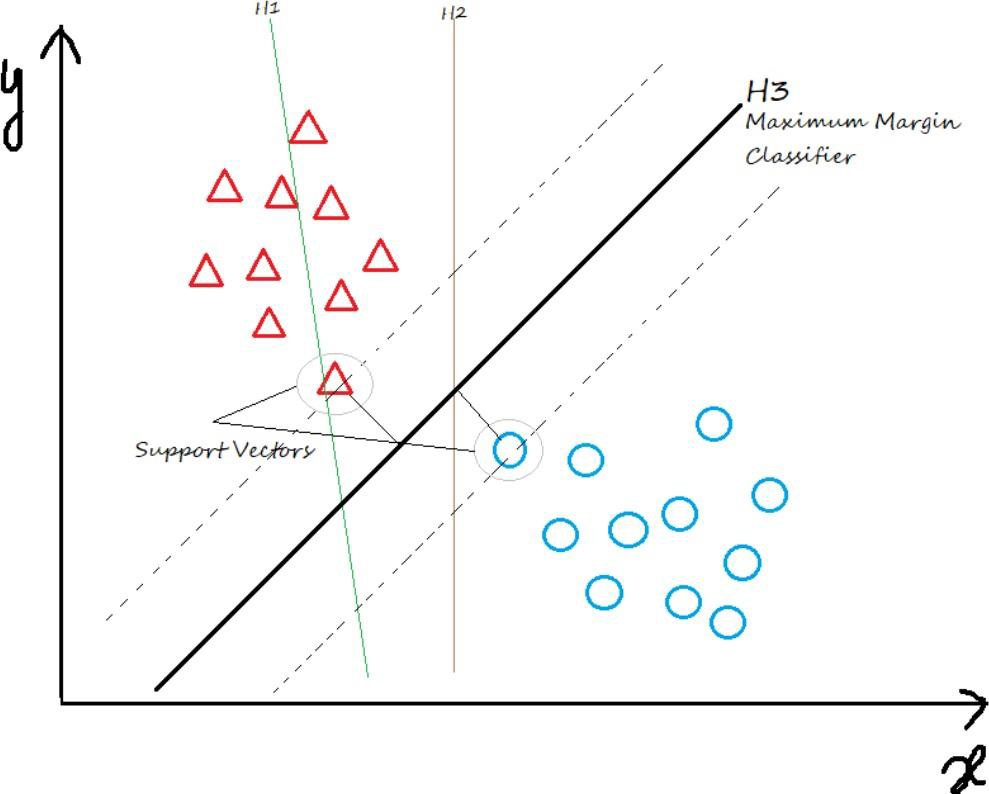 H1
H2
y
H3
Maximum Margin
Classifier
Support Vectors
x